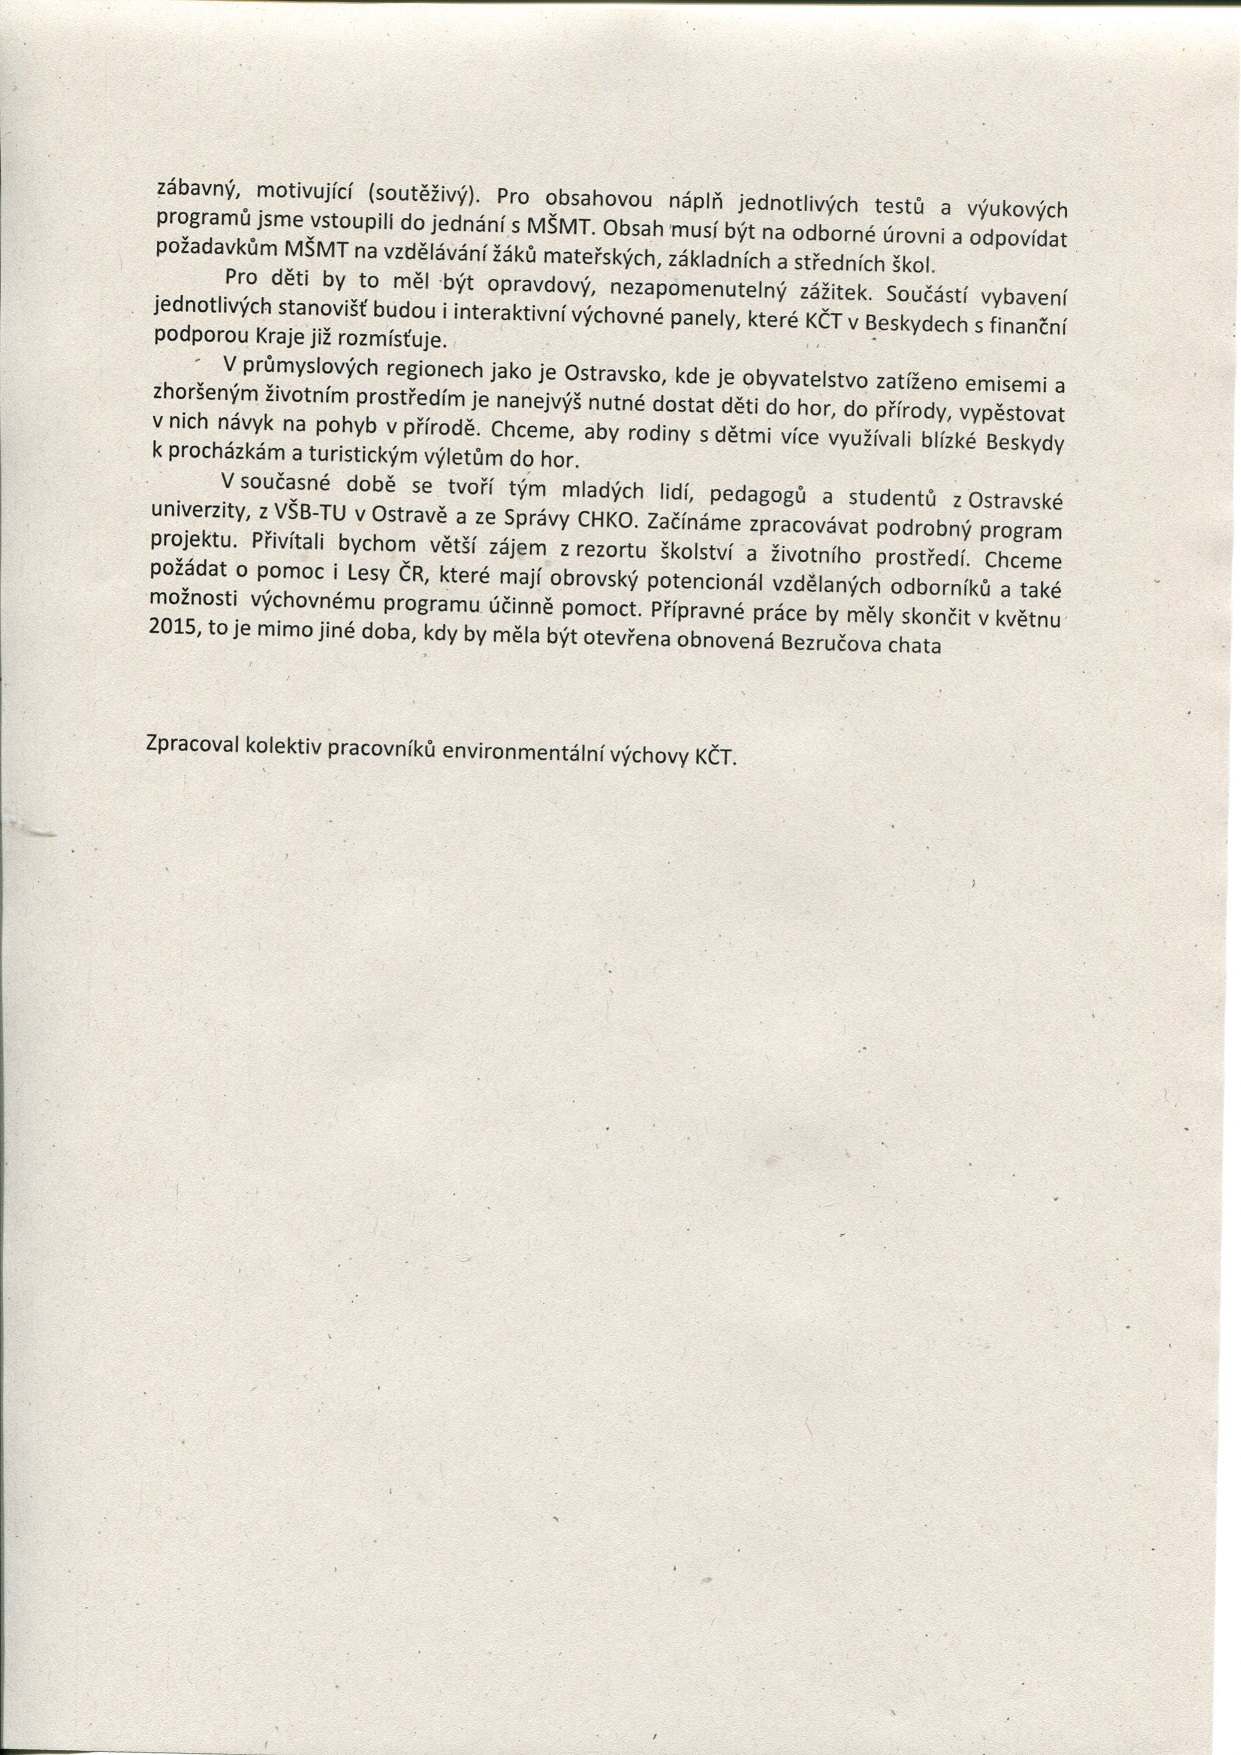 zábavný, motivující (soutěživý). Pro obsahovou náplň jednotlivých testů a výukových
programů jsme vstoupili do jednání s MŠMT. Obsah musí být na odborné úrovni a odpovídat
požadavkům MŠMT na vzdělávání žáků mateřských, základních a středních škol.
Pro děti by to měl být opravdový, nezapomenutelný zážitek. Součástí vybavení
jednotlivých stanovišť budou i interaktivní výchovné panely, které KČT v Beskydech s finanční
podporou Kraje již rozmísťuje.
V průmyslových regionech jako je Ostravsko, kde je obyvatelstvo zatíženo emisemi a
zhoršeným životním prostředím je nanejvýš nutné dostat děti do hor, do přírody, vypěstovat
v nich návyk na pohyb v přírodě. Chceme, aby rodiny s dětmi více využívali blízké Beskydy
k procházkám a turistickým výletům do hor.
V současné době se tvoří tým mladých lidí, pedagogů a studentů z Ostravské
univerzity, z VŠB-TU v Ostravě a ze Správy CHKO. Začínáme zpracovávat podrobný program
projektu. Přivítali bychom větší zájem z rezortu školství a životního prostředí. Chceme
požádat o pomoc i Lesy ČR, které mají obrovský potencionál vzdělaných odborníků a také
možnosti výchovnému programu účinně pomoct. Přípravné práce by měly skončit v květnu
2015, to je mimo jiné doba, kdy by měla být otevřena obnovená Bezručova chata
Zpracoval kolektiv pracovníků environmentální výchovy KČT.